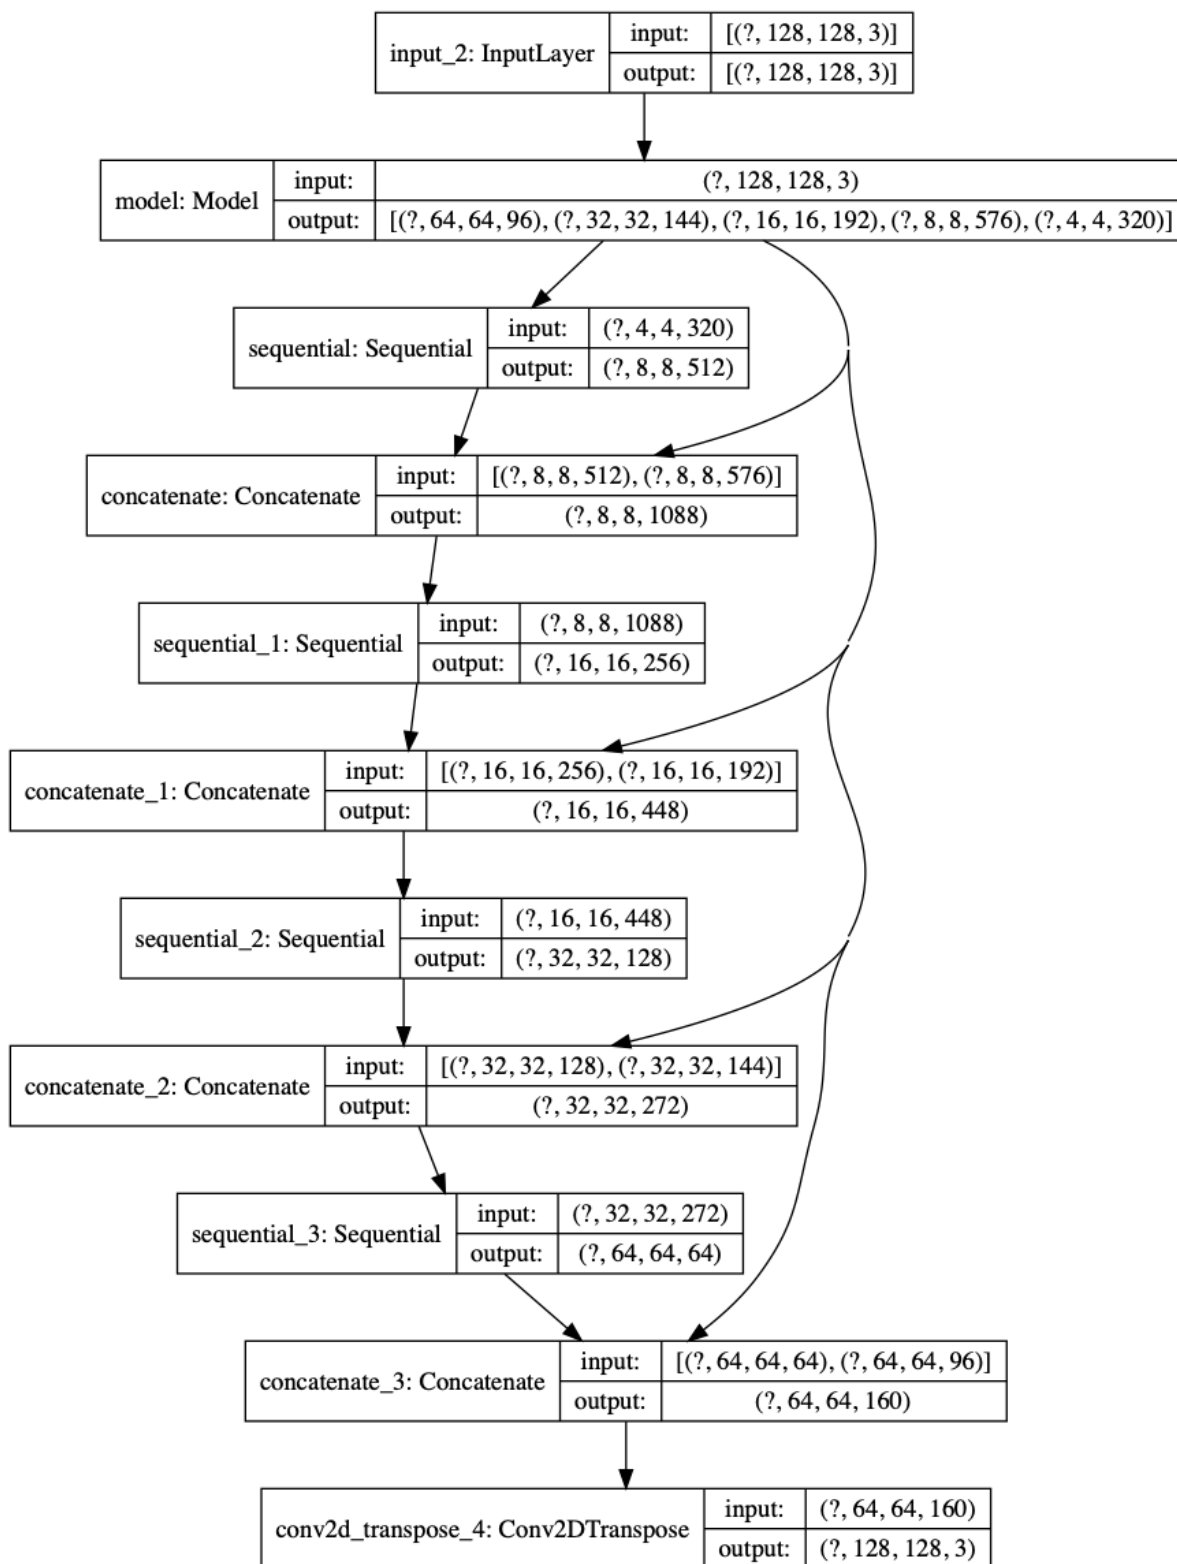 input_2: InputLayer
input: [(?, 128, 128, 3)]
output: [(?, 128, 128, 3)]
model: Model
input: (?, 128, 128, 3)
output: [(?, 64, 64, 96), (?, 32, 32, 144), (?, 16, 16, 192), (?, 8, 8, 576), (?, 4, 4, 320)]
sequential: Sequential
input: (?, 4, 4, 320)
output: (?, 8, 8, 512)
concatenate: Concatenate
input: [(?, 8, 8, 512), (?, 8, 8, 576)]
output: (?, 8, 8, 1088)
sequential_1: Sequential
input: (?, 8, 8, 1088)
output: (?, 16, 16, 256)
concatenate_1: Concatenate
input: [(?, 16, 16, 256), (?, 16, 16, 192)]
output: (?, 16, 16, 448)
sequential_2: Sequential
input: (?, 16, 16, 448)
output: (?, 32, 32, 128)
concatenate_2: Concatenate
input: [(?, 32, 32, 128), (?, 32, 32, 144)]
output: (?, 32, 32, 272)
sequential_3: Sequential
input: (?, 32, 32, 272)
output: (?, 64, 64, 64)
concatenate_3: Concatenate
input: [(?, 64, 64, 64), (?, 64, 64, 96)]
output: (?, 64, 64, 160)
conv2d_transpose_4: Conv2DTranspose
input: (?, 64, 64, 160)
output: (?, 128, 128, 3)